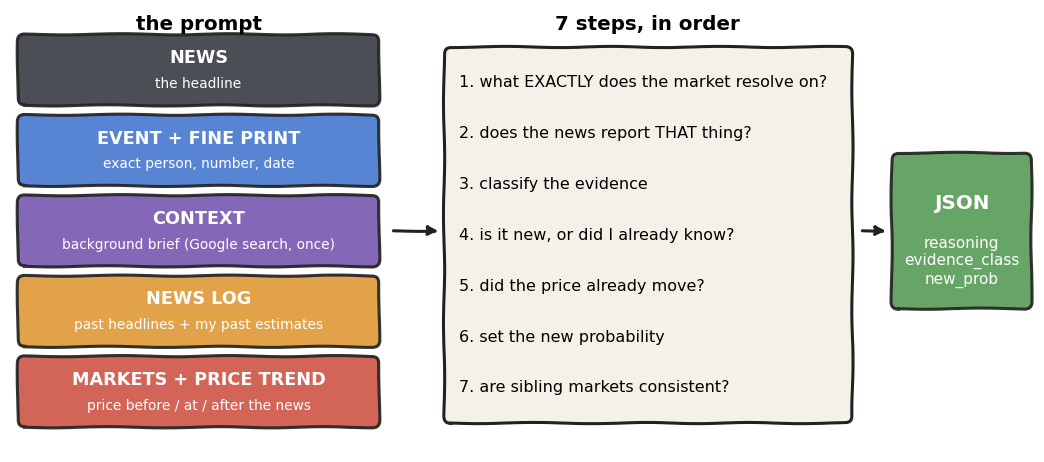 the prompt
NEWS
the headline
EVENT + FINE PRINT
exact person, number, date
CONTEXT
background brief (Google search, once)
NEWS LOG
past headlines + my past estimates
MARKETS + PRICE TREND
price before / at / after the news
7 steps, in order
1. what EXACTLY does the market resolve on?
2. does the news report THAT thing?
3. classify the evidence
4. is it new, or did I already know?
5. did the price already move?
6. set the new probability
7. are sibling markets consistent?
JSON
reasoning
evidence_class
new_prob